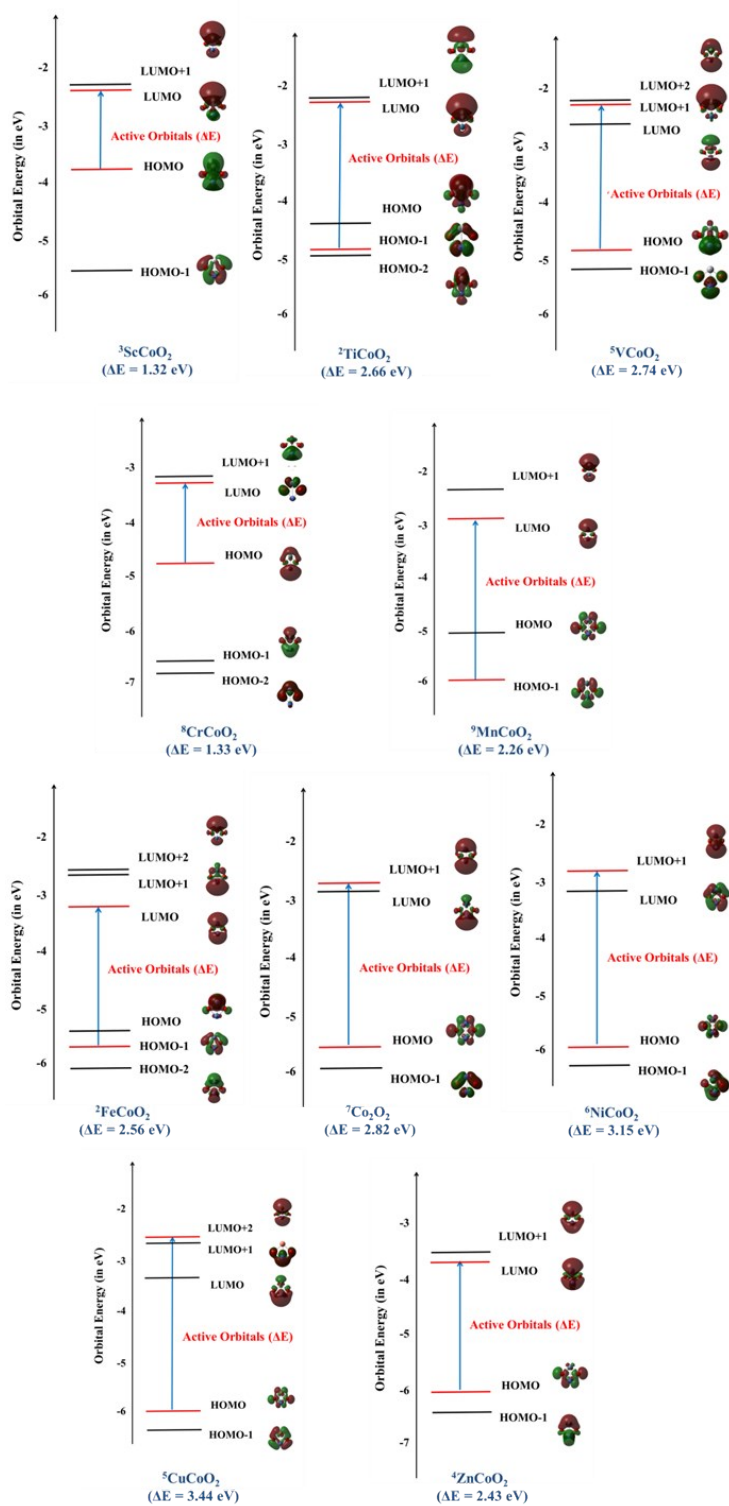 Orbital Energy (in eV)
-2
-3
-4
-5
-6
LUMO+1
LUMO
Active Orbitals (ΔE)
HOMO
HOMO-1
³ScCoO₂
(ΔE = 1.32 eV)
Orbital Energy (in eV)
-2
-3
-4
-5
-6
LUMO+1
LUMO
Active Orbitals (ΔE)
HOMO
HOMO-1
HOMO-2
²TiCoO₂
(ΔE = 2.66 eV)
Orbital Energy (in eV)
-2
-3
-4
-5
-6
LUMO+2
LUMO+1
LUMO
Active Orbitals (ΔE)
HOMO
HOMO-1
⁵VCoO₂
(ΔE = 2.74 eV)
Orbital Energy (in eV)
-3
-4
-5
-6
-7
LUMO+1
LUMO
Active Orbitals (ΔE)
HOMO
HOMO-1
HOMO-2
⁸CrCoO₂
(ΔE = 1.33 eV)
Orbital Energy (in eV)
-2
-3
-4
-5
-6
LUMO+1
LUMO
Active Orbitals (ΔE)
HOMO
HOMO-1
⁹MnCoO₂
(ΔE = 2.26 eV)
Orbital Energy (in eV)
-2
-3
-4
-5
-6
LUMO+2
LUMO+1
LUMO
Active Orbitals (ΔE)
HOMO
HOMO-1
HOMO-2
²FeCoO₂
(ΔE = 2.56 eV)
Orbital Energy (in eV)
-2
-3
-4
-5
-6
LUMO+1
LUMO
Active Orbitals (ΔE)
HOMO
HOMO-1
⁷Co₂O₂
(ΔE = 2.82 eV)
Orbital Energy (in eV)
-2
-3
-4
-5
-6
LUMO+1
LUMO
Active Orbitals (ΔE)
HOMO
HOMO-1
⁶NiCoO₂
(ΔE = 3.15 eV)
Orbital Energy (in eV)
-2
-3
-4
-5
-6
LUMO+2
LUMO+1
LUMO
Active Orbitals (ΔE)
HOMO
HOMO-1
⁵CuCoO₂
(ΔE = 3.44 eV)
Orbital Energy (in eV)
-3
-4
-5
-6
-7
LUMO+1
LUMO
Active Orbitals (ΔE)
HOMO
HOMO-1
⁴ZnCoO₂
(ΔE = 2.43 eV)